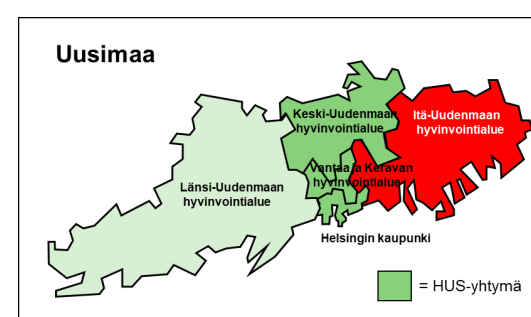 Uusimaa
Keski-Uudenmaan
hyvinvointialue
Itä-Uudenmaan
hyvinvointialue
Vantaa ja Keravan
hyvinvointialue
Länsi-Uudenmaan
hyvinvointialue
Helsingin kaupunki
= HUS-yhtymä